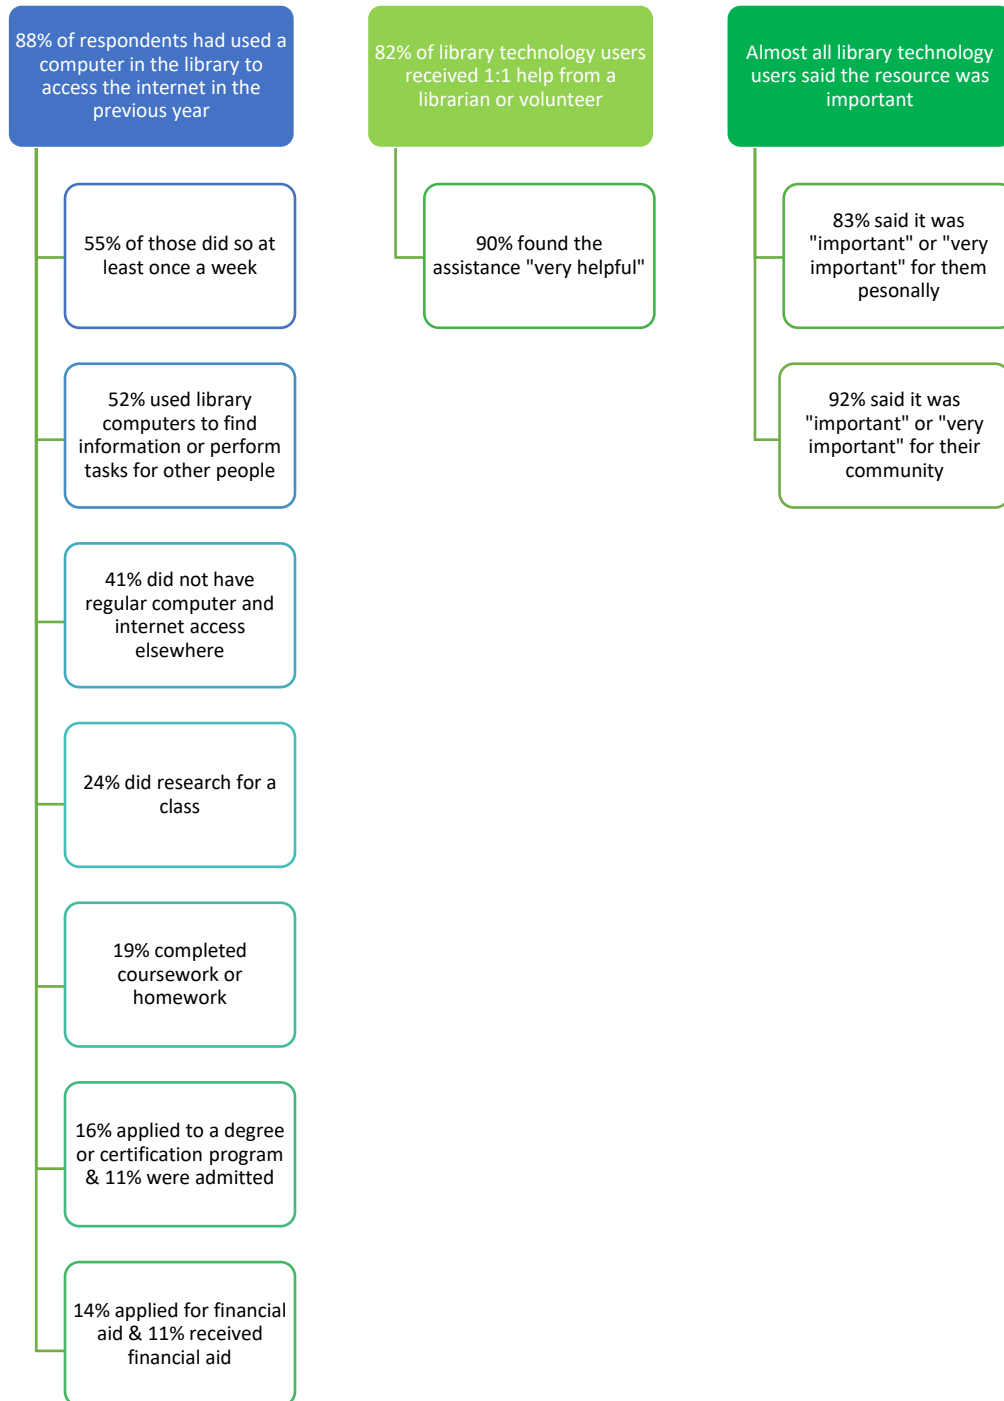 88% of respondents had used a
computer in the library to
access the internet in the
previous year
55% of those did so at
least once a week
52% used library
computers to find
information or perform
tasks for other people
41% did not have
regular computer and
internet access
elsewhere
24% did research for a
class
19% completed
coursework or
homework
16% applied to a degree
or certification program
& 11% were admitted
14% applied for financial
aid & 11% received
financial aid
82% of library technology users
received 1:1 help from a
librarian or volunteer
90% found the
assistance "very helpful"
Almost all library technology
users said the resource was
important
83% said it was
"important" or "very
important" for them
pesonally
92% said it was
"important" or "very
important" for their
community